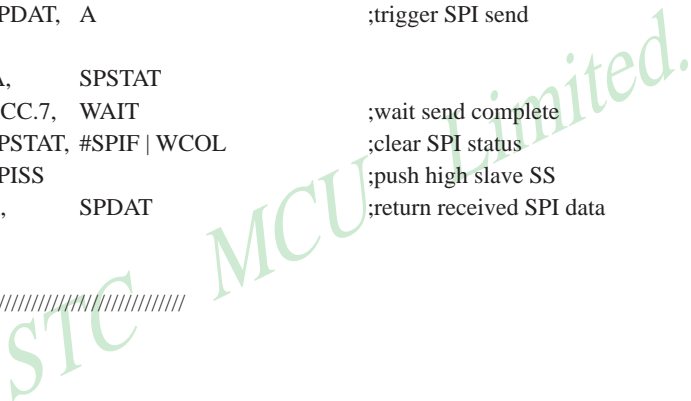 PDAT, A ;trigger SPI send
, SPSTAT
CC.7, WAIT ;wait send complete
PSTAT, #SPIF | WCOL ;clear SPI status
PISS ;push high slave SS
, SPDAT ;return received SPI data
///////////////////////////
STC MCU Limited.